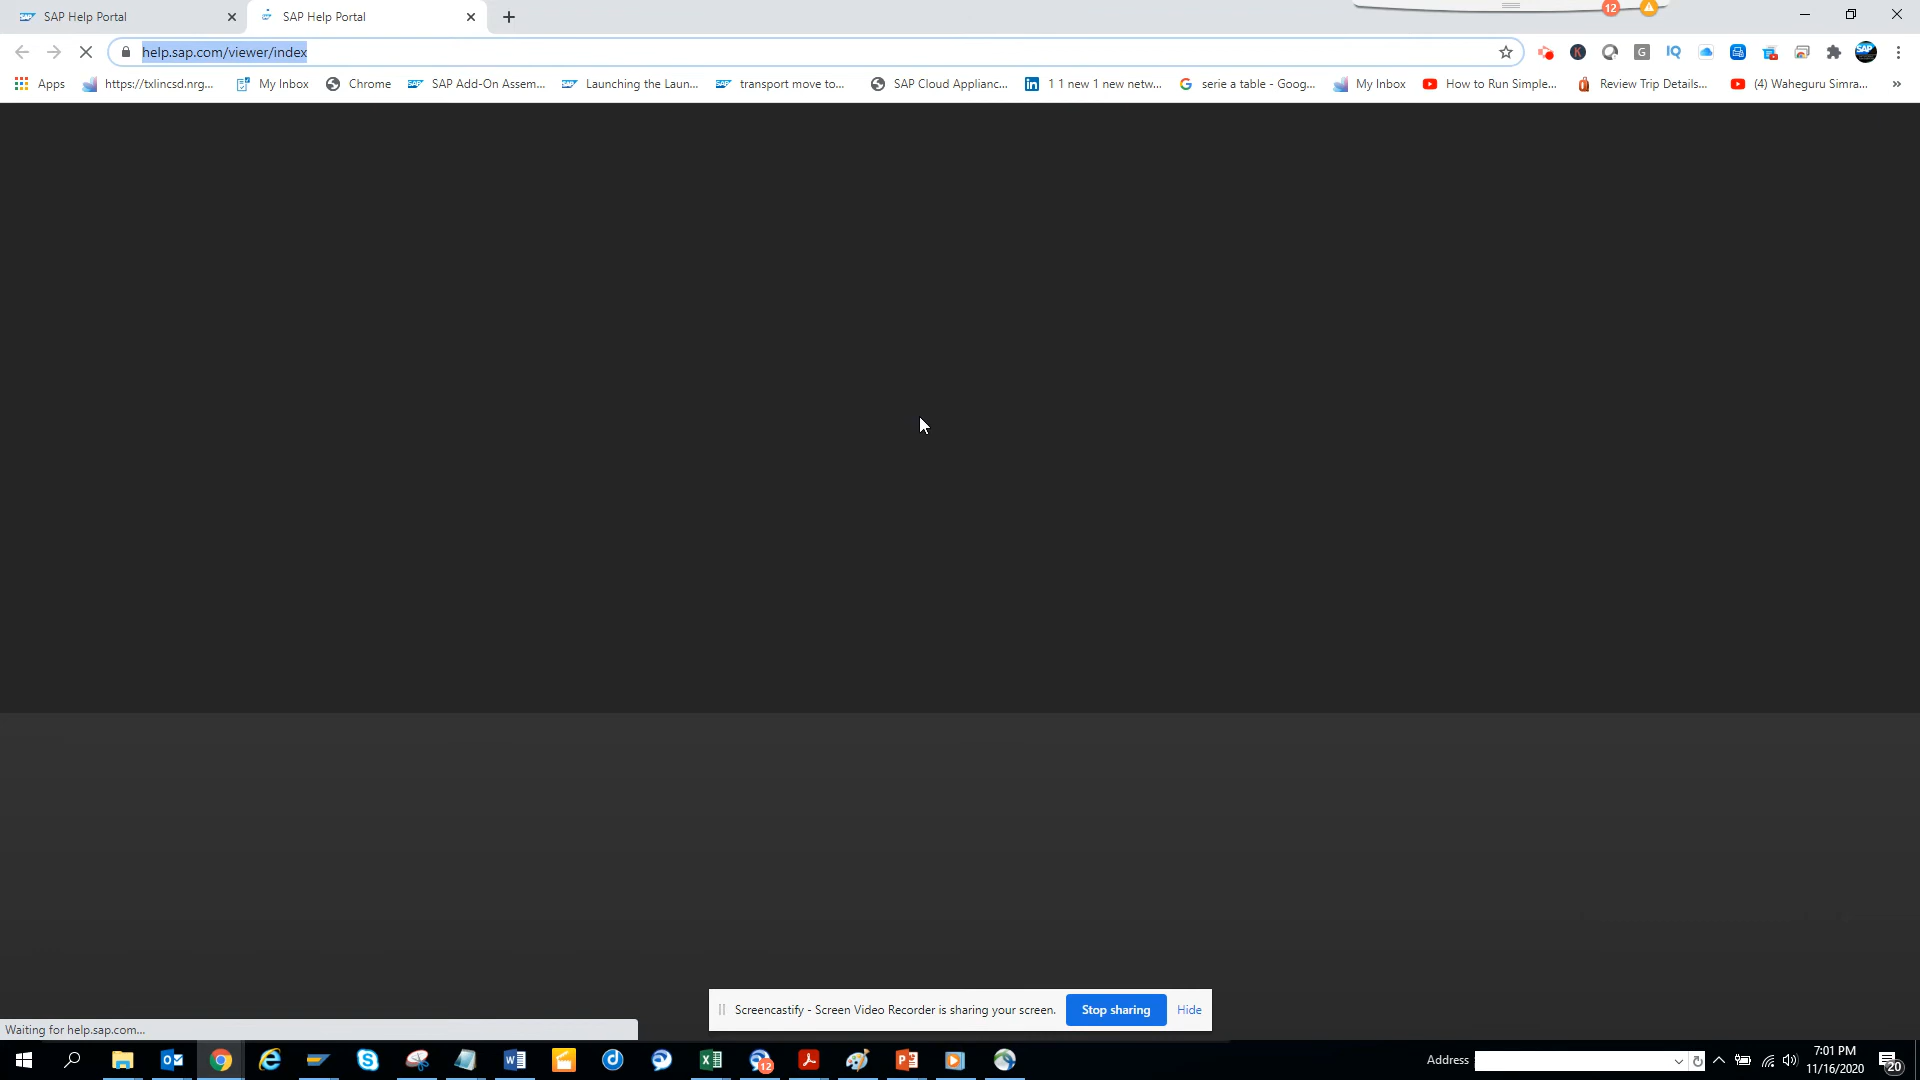 SAP Help Portal
SAP Help Portal
12
help.sap.com/viewer/index
Apps
https://txlincsd.nrg...
My Inbox
Chrome
SAP Add-On Assem...
Launching the Laun...
transport move to...
SAP Cloud Applianc...
1 1 new 1 new netw...
serie a table - Goog...
My Inbox
How to Run Simple...
Review Trip Details...
(4) Waheguru Simra...
Screencastify - Screen Video Recorder is sharing your screen.
Stop sharing
Hide
Waiting for help.sap.com...
12
Address
7:01 PM
11/16/2020
20